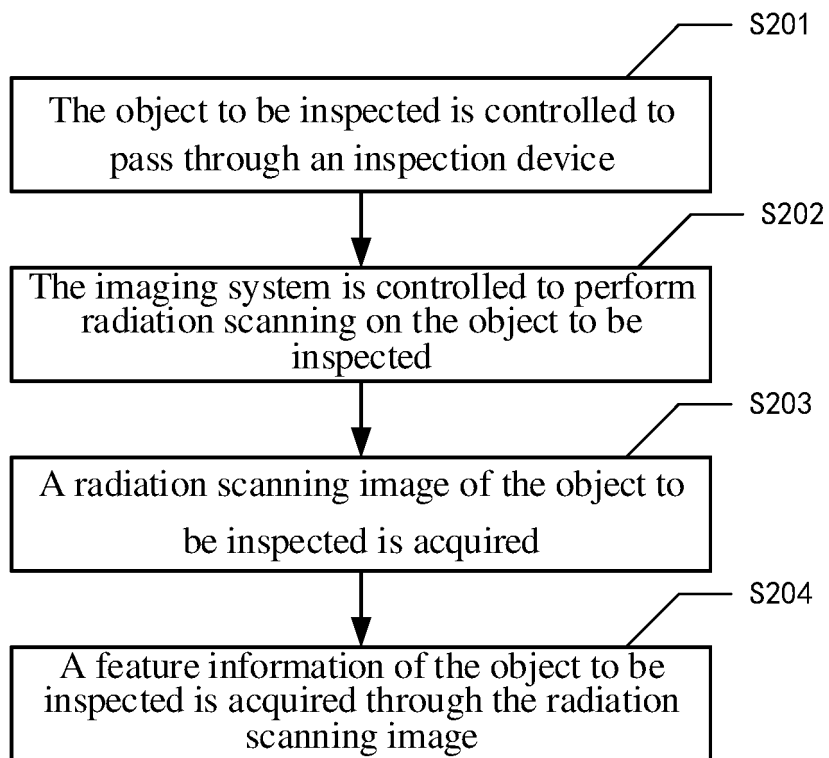 S201
The object to be inspected is controlled to
pass through an inspection device
S202
The imaging system is controlled to perform
radiation scanning on the object to be
inspected
S203
A radiation scanning image of the object to
be inspected is acquired
S204
A feature information of the object to be
inspected is acquired through the radiation
scanning image